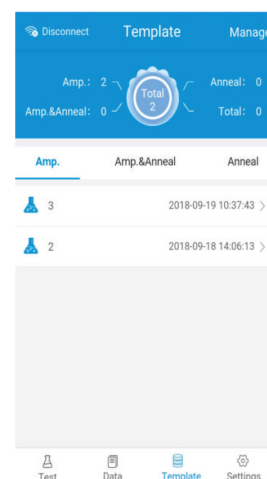 Disconnect Template Manage
Amp.: 2 Anneal: 0
Total
2
Amp.&Anneal: 0 Total: 0
Amp. Amp.&Anneal Anneal
3 2018-09-19 10:37:43 >
2 2018-09-18 14:06:13 >
Test Data Template Settings